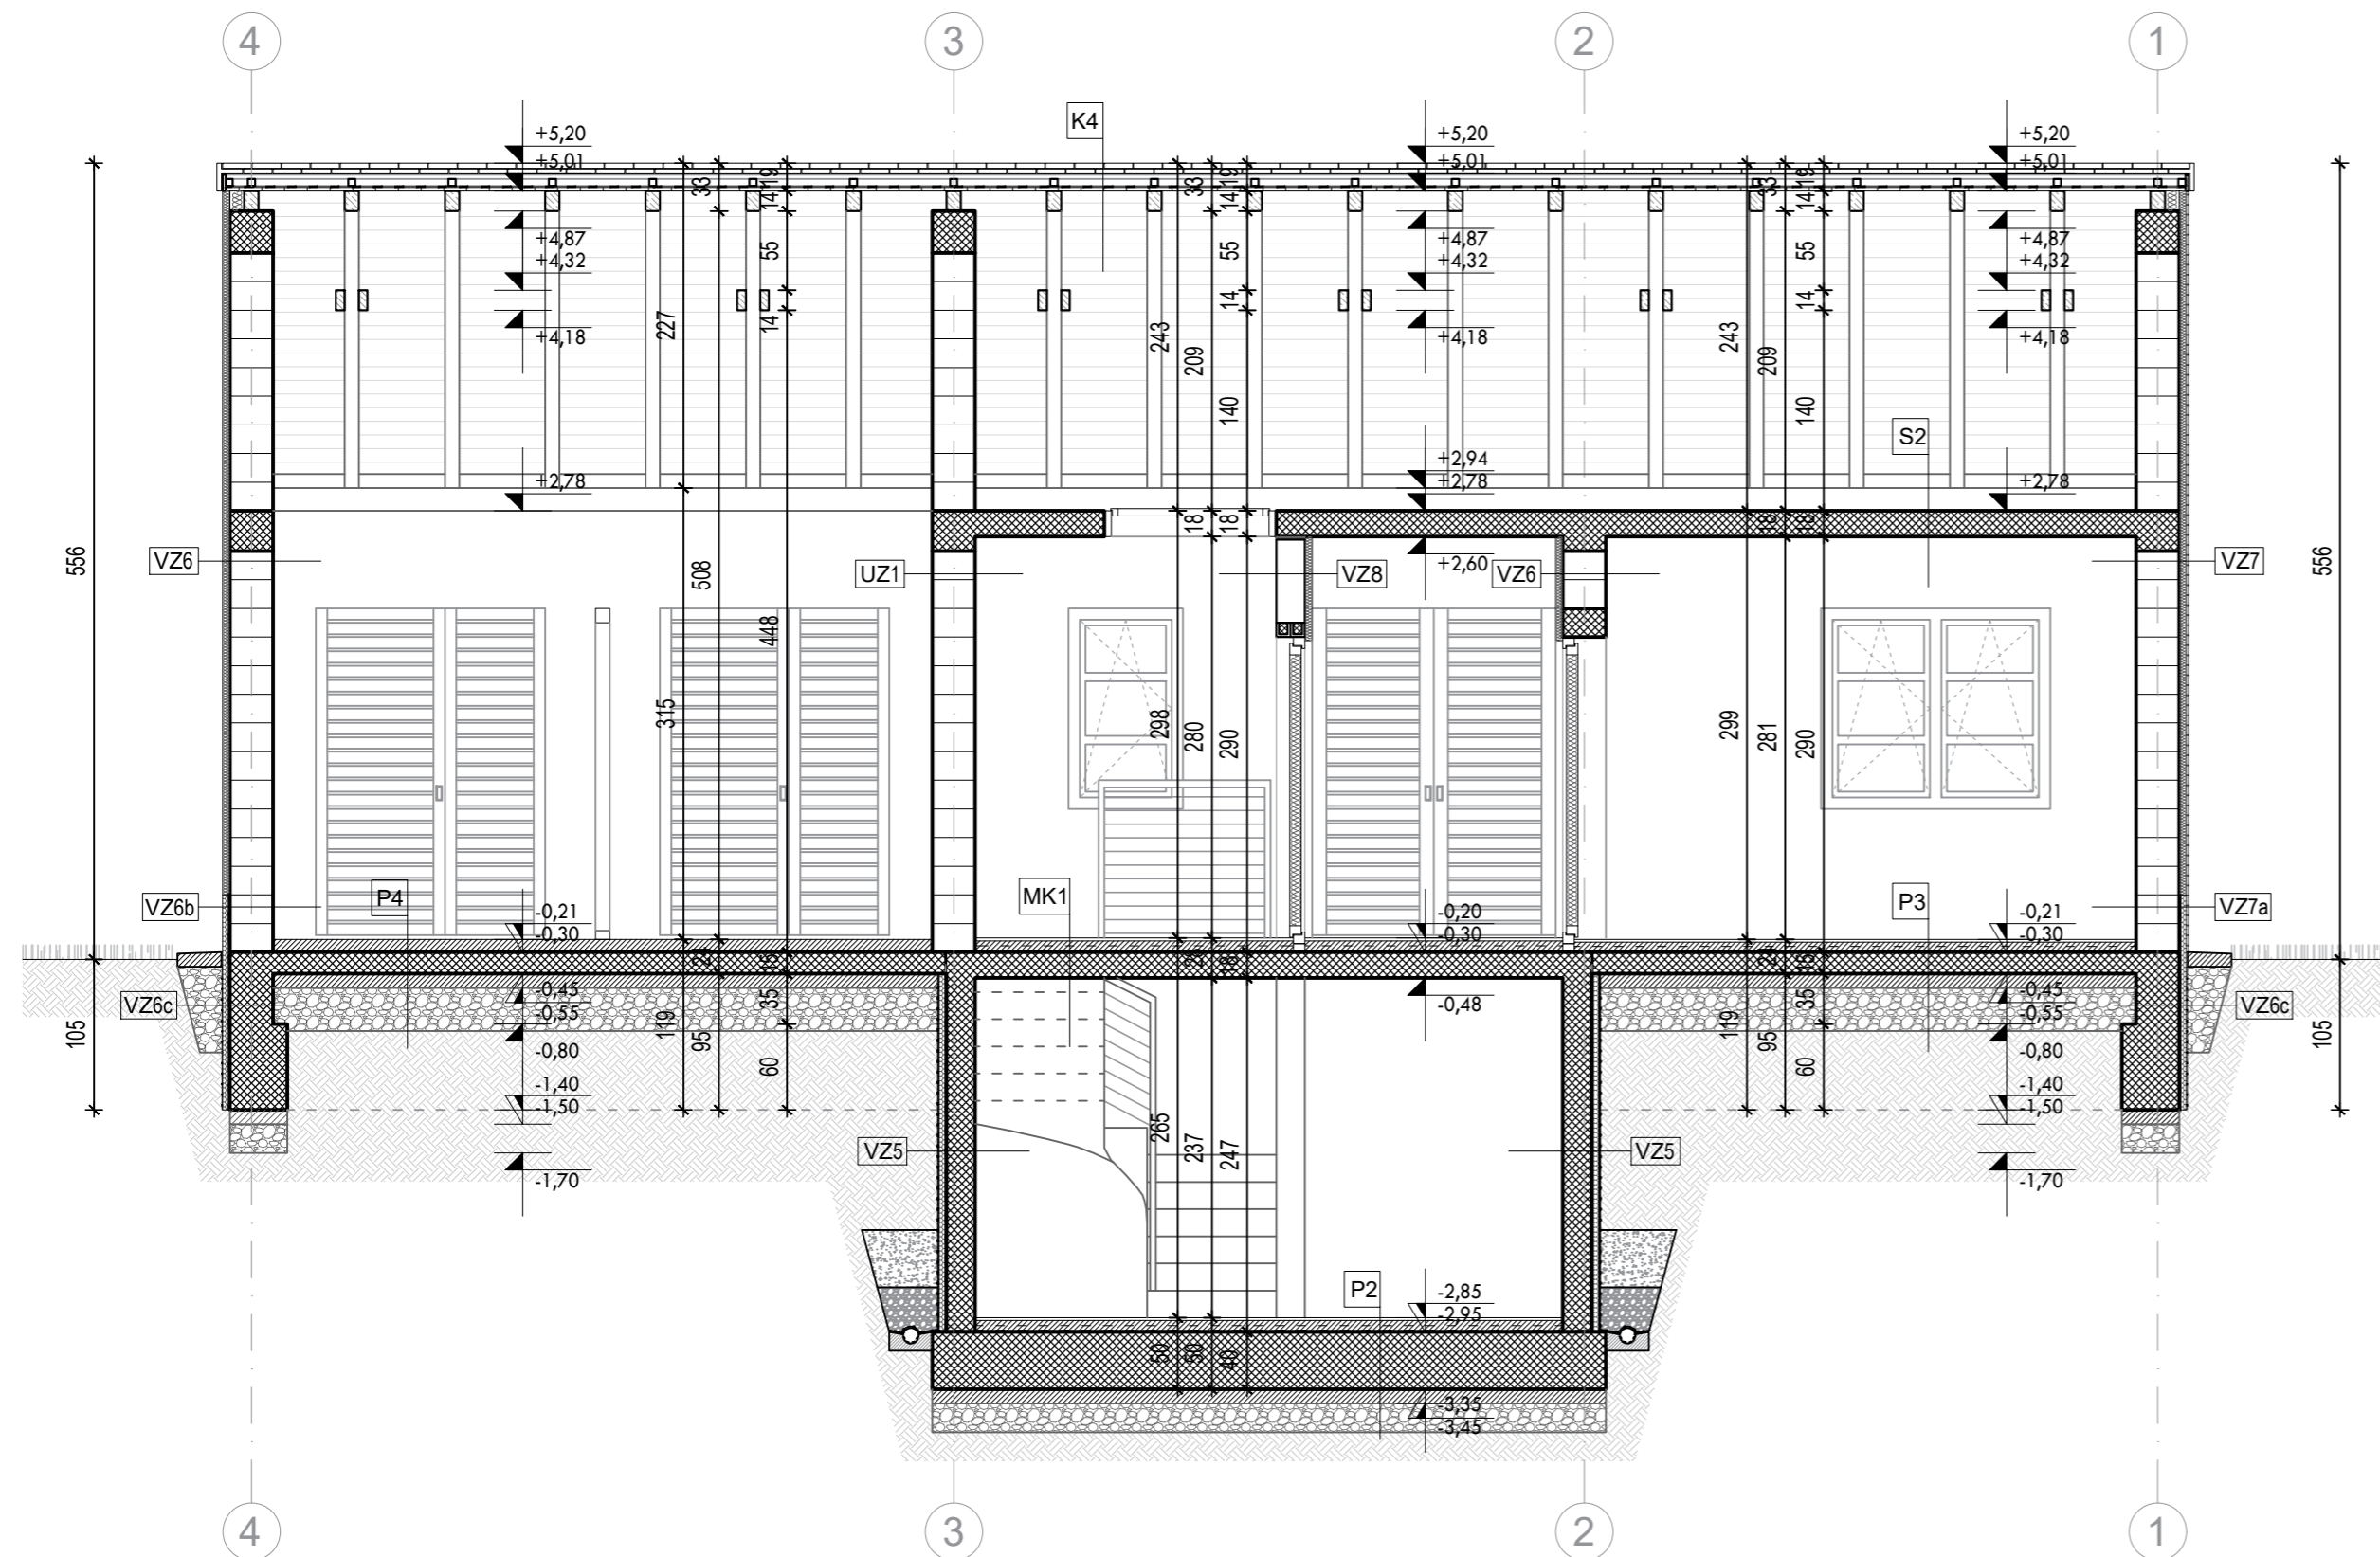 4 3 2 1
K4
+5,20 +5,20 +5,20
+5,01 +5,01 +5,01
33 14 19 33 14 19 33 14
+4,87 +4,87 +4,87
+4,32 +4,32 +4,32
55 55 55
14 14 14
+4,18 +4,18 +4,18
227 243 209 243 209
140 140
S2
+2,94
+2,78 +2,78 +2,78
18 18 18 18
+2,60
556 VZ6 508 UZ1 VZ8 VZ6 VZ7 556
448
315 298 280 290 299 281 290
VZ6b P4 MK1 P3 VZ7a
-0,21 -0,20 -0,21
-0,30 -0,30 -0,30
15 18 15
VZ6c -0,45 -0,48 -0,45 VZ6c
-0,55 -0,55
105 119 95 35 119 95 35 105
-0,80 -0,80
60 60
-1,40 -1,40
-1,50 -1,50
VZ5 265 237 247 VZ5
-1,70 -1,70
P2
-2,85
-2,95
50 50 40
-3,35
-3,45
4 3 2 1